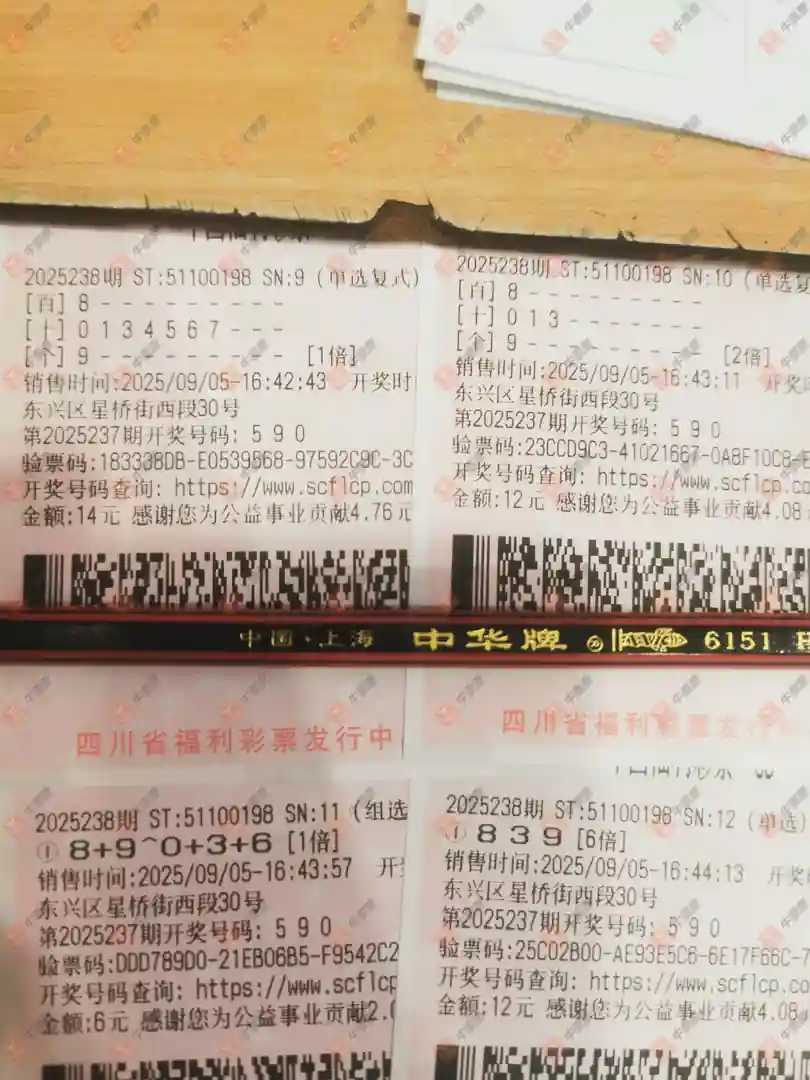 2025238期 ST:51100198 SN:9 (单选复式)
[百] 8 - - - - - - - - -
[十] 0 1 3 4 5 6 7 - - -
[个] 9 - - - - - - - - - [1倍]
销售时间:2025/09/05-16:42:43 开奖时
东兴区星桥街西段30号
第2025237期开奖号码: 5 9 0
验票码:183338DB-E0539568-97592C9C-3C
开奖号码查询: https://www.scflcp.com
金额:14元 感谢您为公益事业贡献4.76元
2025238期 ST:51100198 SN:10 (单选复
[百] 8 - - - - - - - - -
[十] 0 1 3 - - - - - - -
[个] 9 - - - - - - - - - [2倍]
销售时间:2025/09/05-16:43:11 开奖
东兴区星桥街西段30号
第2025237期开奖号码: 5 9 0
验票码:23CCD9C3-41021667-0A8F10C8-
开奖号码查询: https://www.scflcp.co
金额:12元 感谢您为公益事业贡献4.08
中国·上海 中华牌 6151
四川省福利彩票发行中
四川省福利彩票发行
2025238期 ST:51100198 SN:11 (组选
① 8+9^0+3+6 [1倍]
销售时间:2025/09/05-16:43:57 开
东兴区星桥街西段30号
第2025237期开奖号码: 5 9 0
验票码:DDD789D0-21EB06B5-F9542C2
开奖号码查询: https://www.scflcp
金额:6元 感谢您为公益事业贡献2.0
2025238期 ST:51100198 SN:12 (单选)
① 8 3 9 [6倍]
销售时间:2025/09/05-16:44:13 开奖
东兴区星桥街西段30号
第2025237期开奖号码: 5 9 0
验票码:25C02B00-AE93E5C6-6E17F66C-7
开奖号码查询: https://www.scflcp.co
金额:12元 感谢您为公益事业贡献4.08